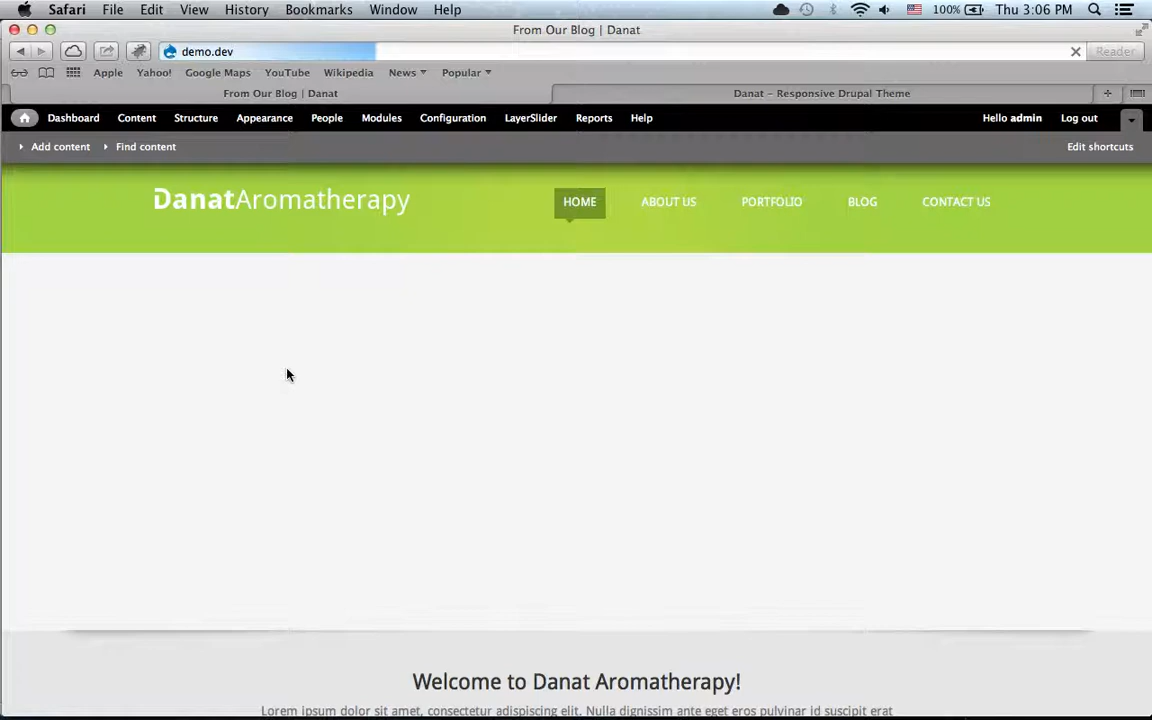 Safari File Edit View History Bookmarks Window Help 100% Thu 3:06 PM
From Our Blog | Danat
demo.dev Reader
Apple Yahoo! Google Maps YouTube Wikipedia News Popular
From Our Blog | Danat Danat – Responsive Drupal Theme
Dashboard Content Structure Appearance People Modules Configuration LayerSlider Reports Help Hello admin Log out
Add content Find content Edit shortcuts
DanatAromatherapy HOME ABOUT US PORTFOLIO BLOG CONTACT US
Welcome to Danat Aromatherapy!
Lorem ipsum dolor sit amet, consectetur adipiscing elit. Nulla dignissim ante eget eros pulvinar id suscipit erat